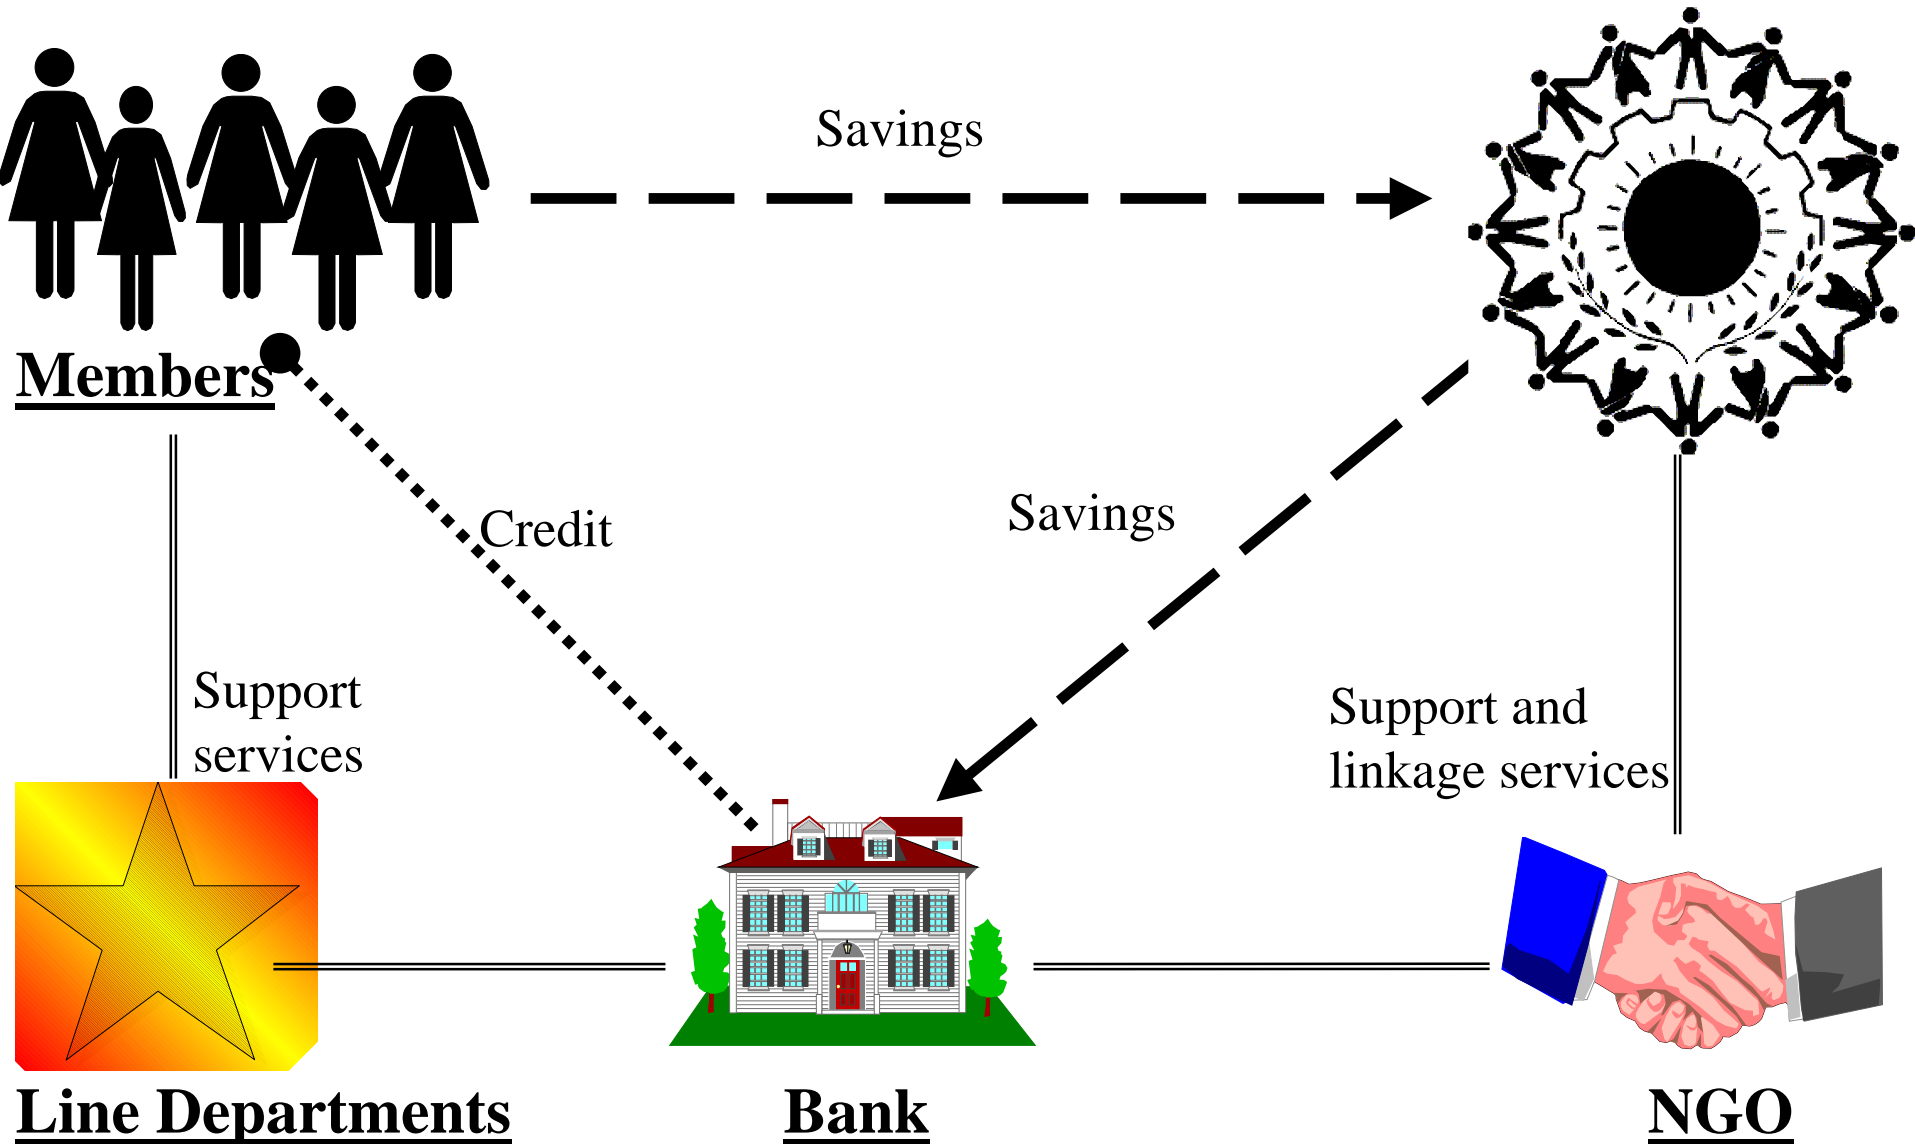 Savings
Members
Credit
Savings
Support
services
Support and
linkage services
Line Departments
Bank
NGO